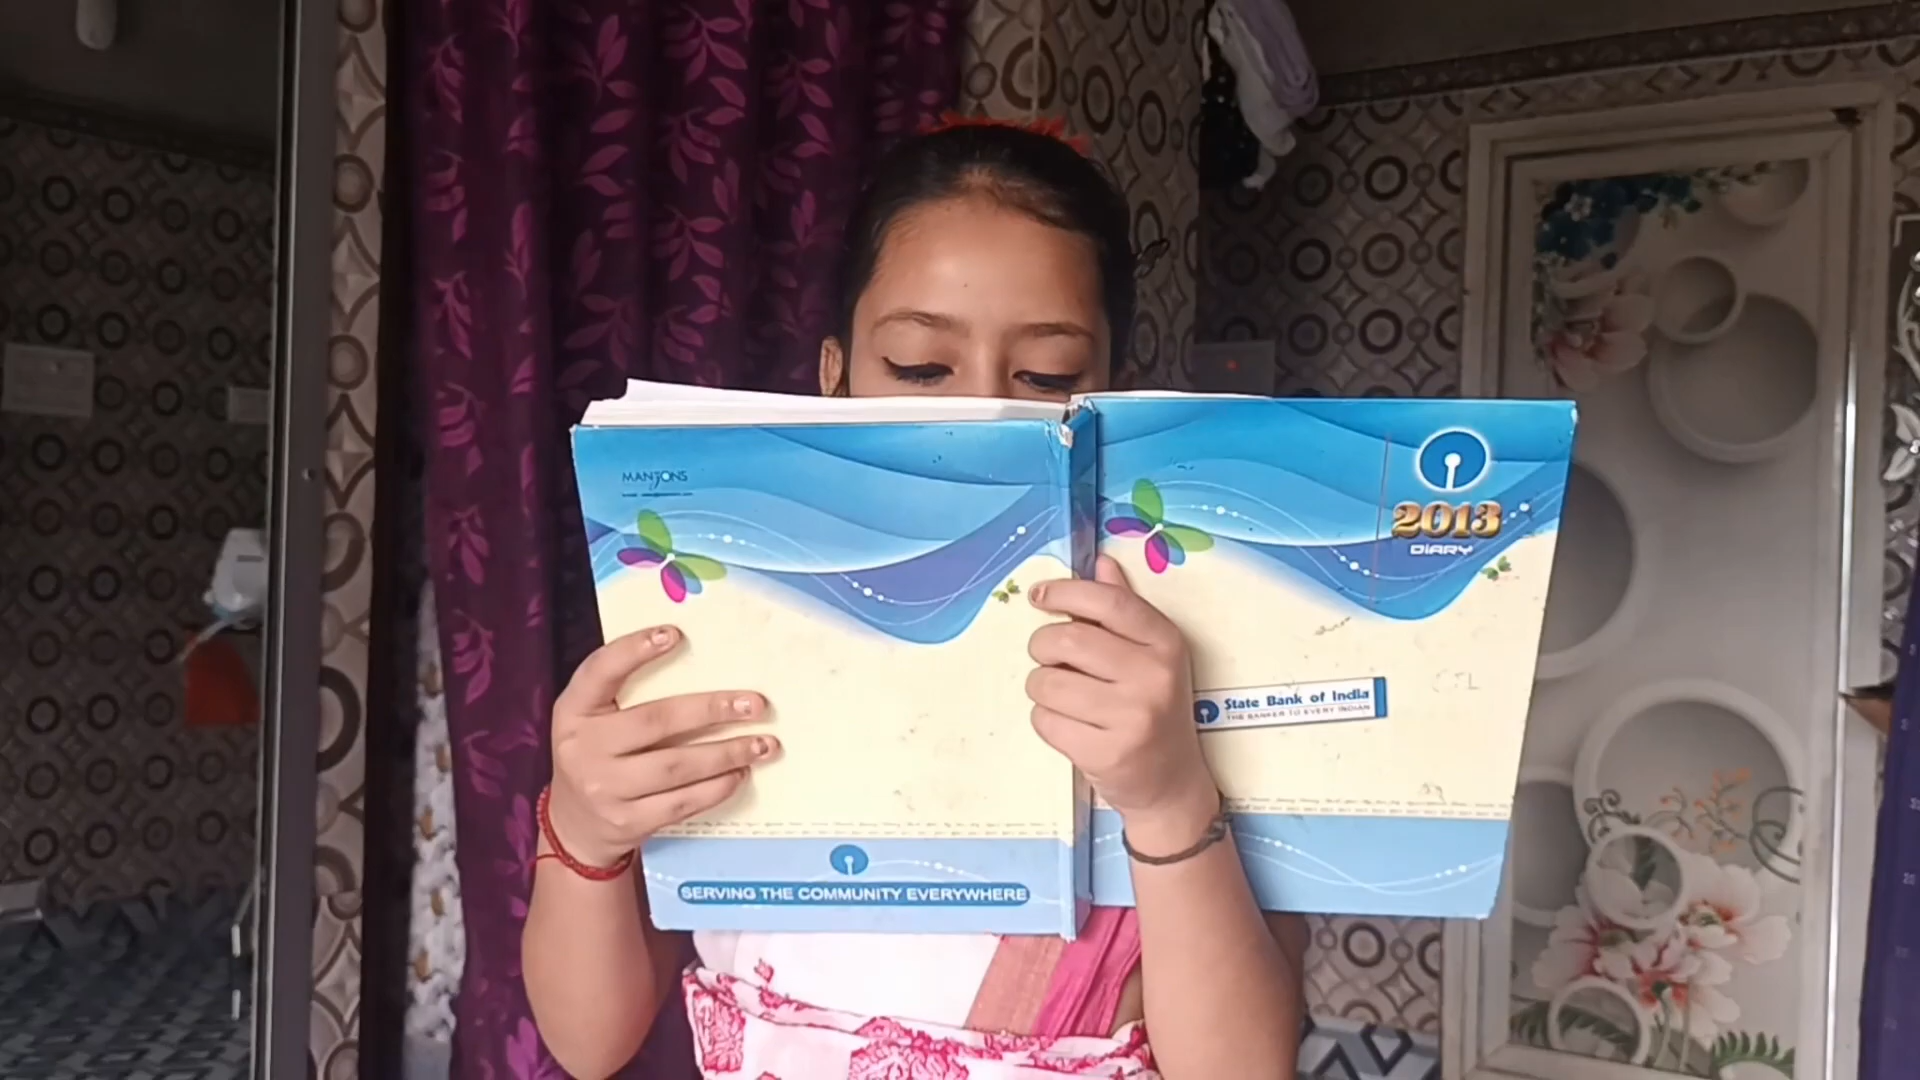 MANJONS
SERVING THE COMMUNITY EVERYWHERE
2013
DIARY
State Bank of India
THE BANKER TO EVERY INDIAN